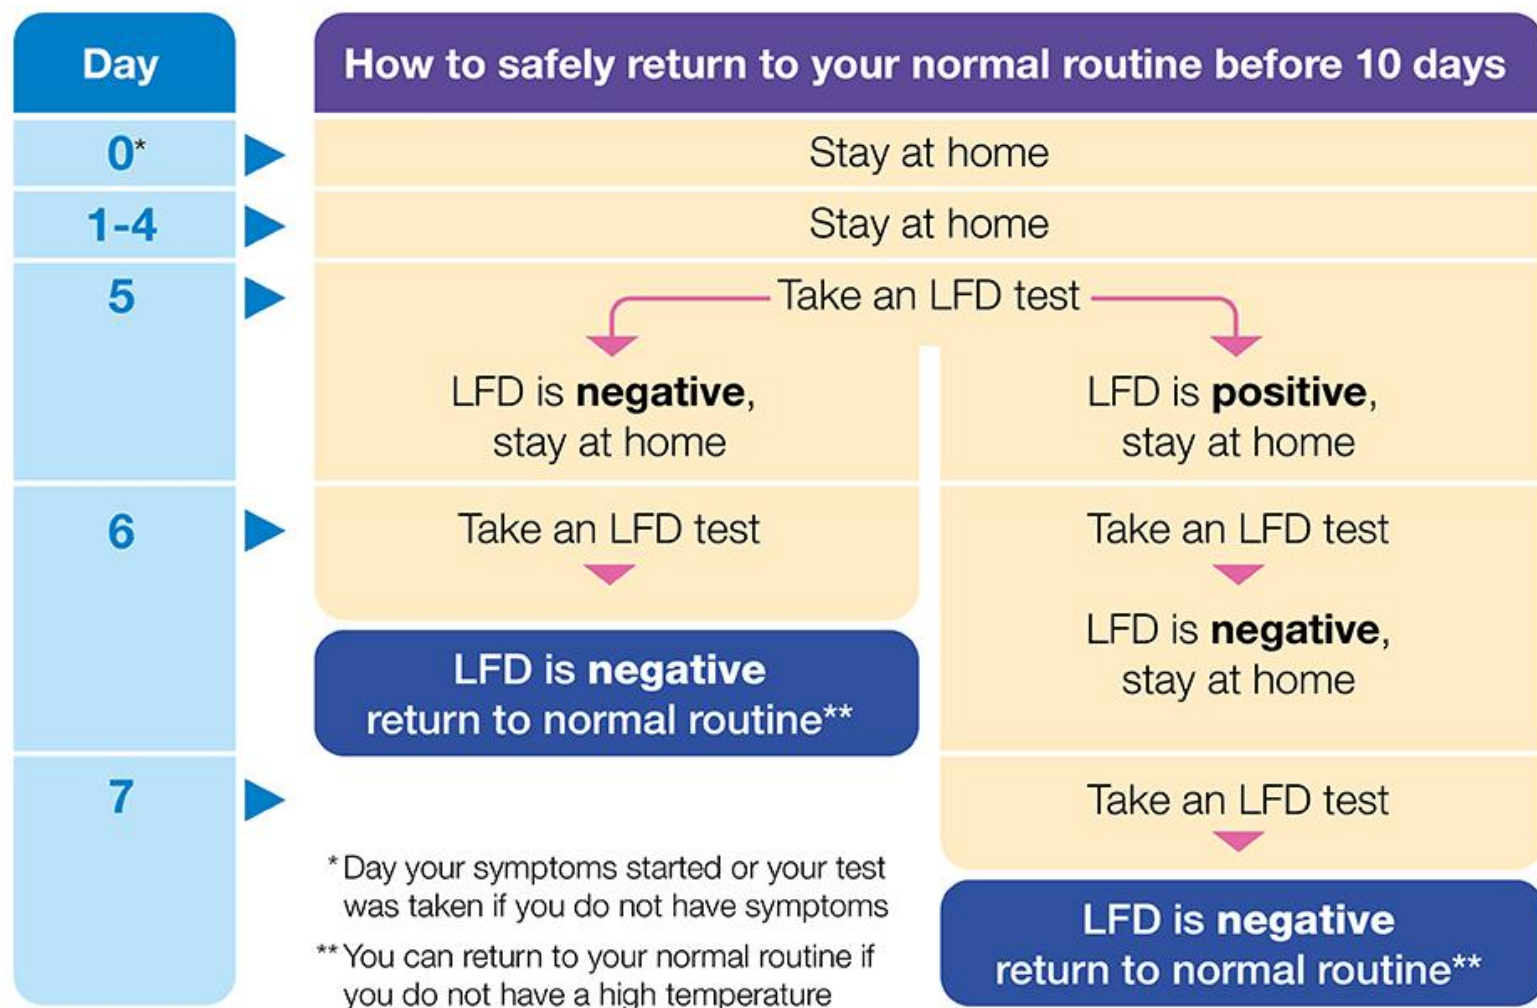 Day
How to safely return to your normal routine before 10 days
0*
Stay at home
1-4
Stay at home
5
Take an LFD test
LFD is negative,
stay at home
LFD is positive,
stay at home
6
Take an LFD test
LFD is negative
return to normal routine**
Take an LFD test
LFD is negative,
stay at home
7
Take an LFD test
LFD is negative
return to normal routine**
* Day your symptoms started or your test
was taken if you do not have symptoms
** You can return to your normal routine if
you do not have a high temperature